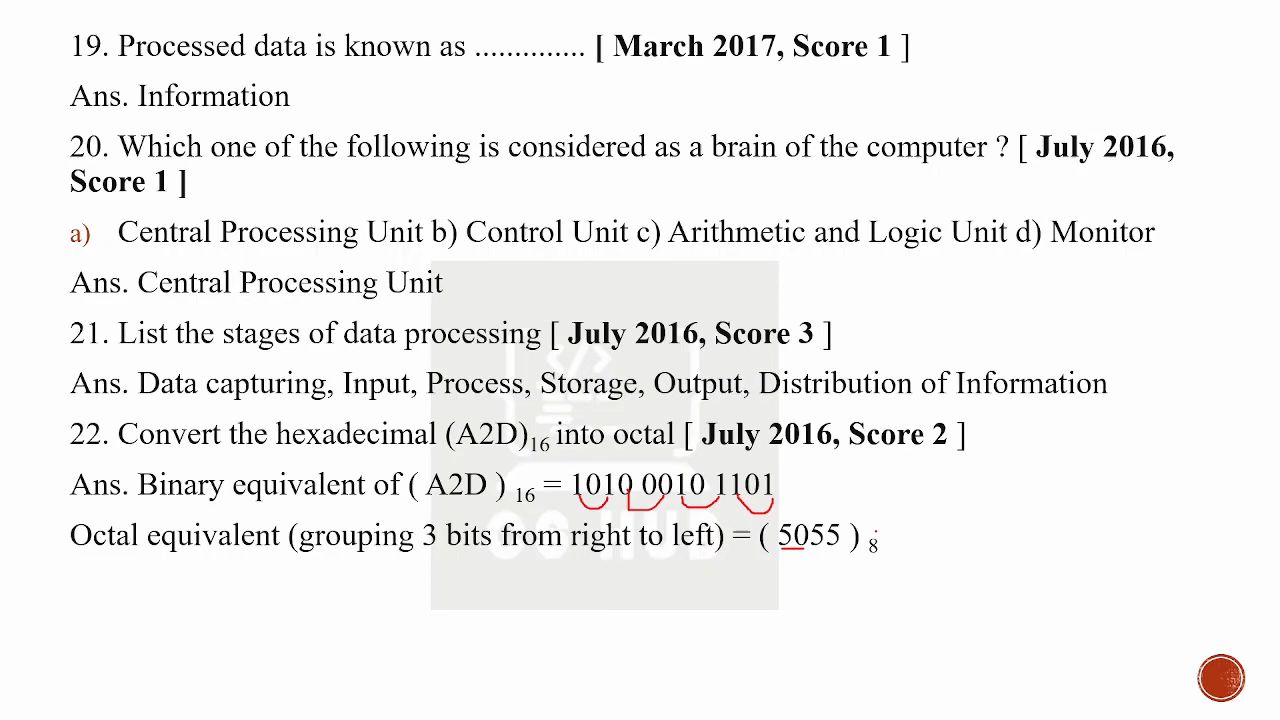 19. Processed data is known as .............. [ March 2017, Score 1 ]
Ans. Information
20. Which one of the following is considered as a brain of the computer ? [ July 2016,
Score 1 ]
a) Central Processing Unit b) Control Unit c) Arithmetic and Logic Unit d) Monitor
Ans. Central Processing Unit
21. List the stages of data processing [ July 2016, Score 3 ]
Ans. Data capturing, Input, Process, Storage, Output, Distribution of Information
22. Convert the hexadecimal (A2D)16 into octal [ July 2016, Score 2 ]
Ans. Binary equivalent of ( A2D ) 16 = 1010 0010 1101
Octal equivalent (grouping 3 bits from right to left) = ( 5055 ) 8